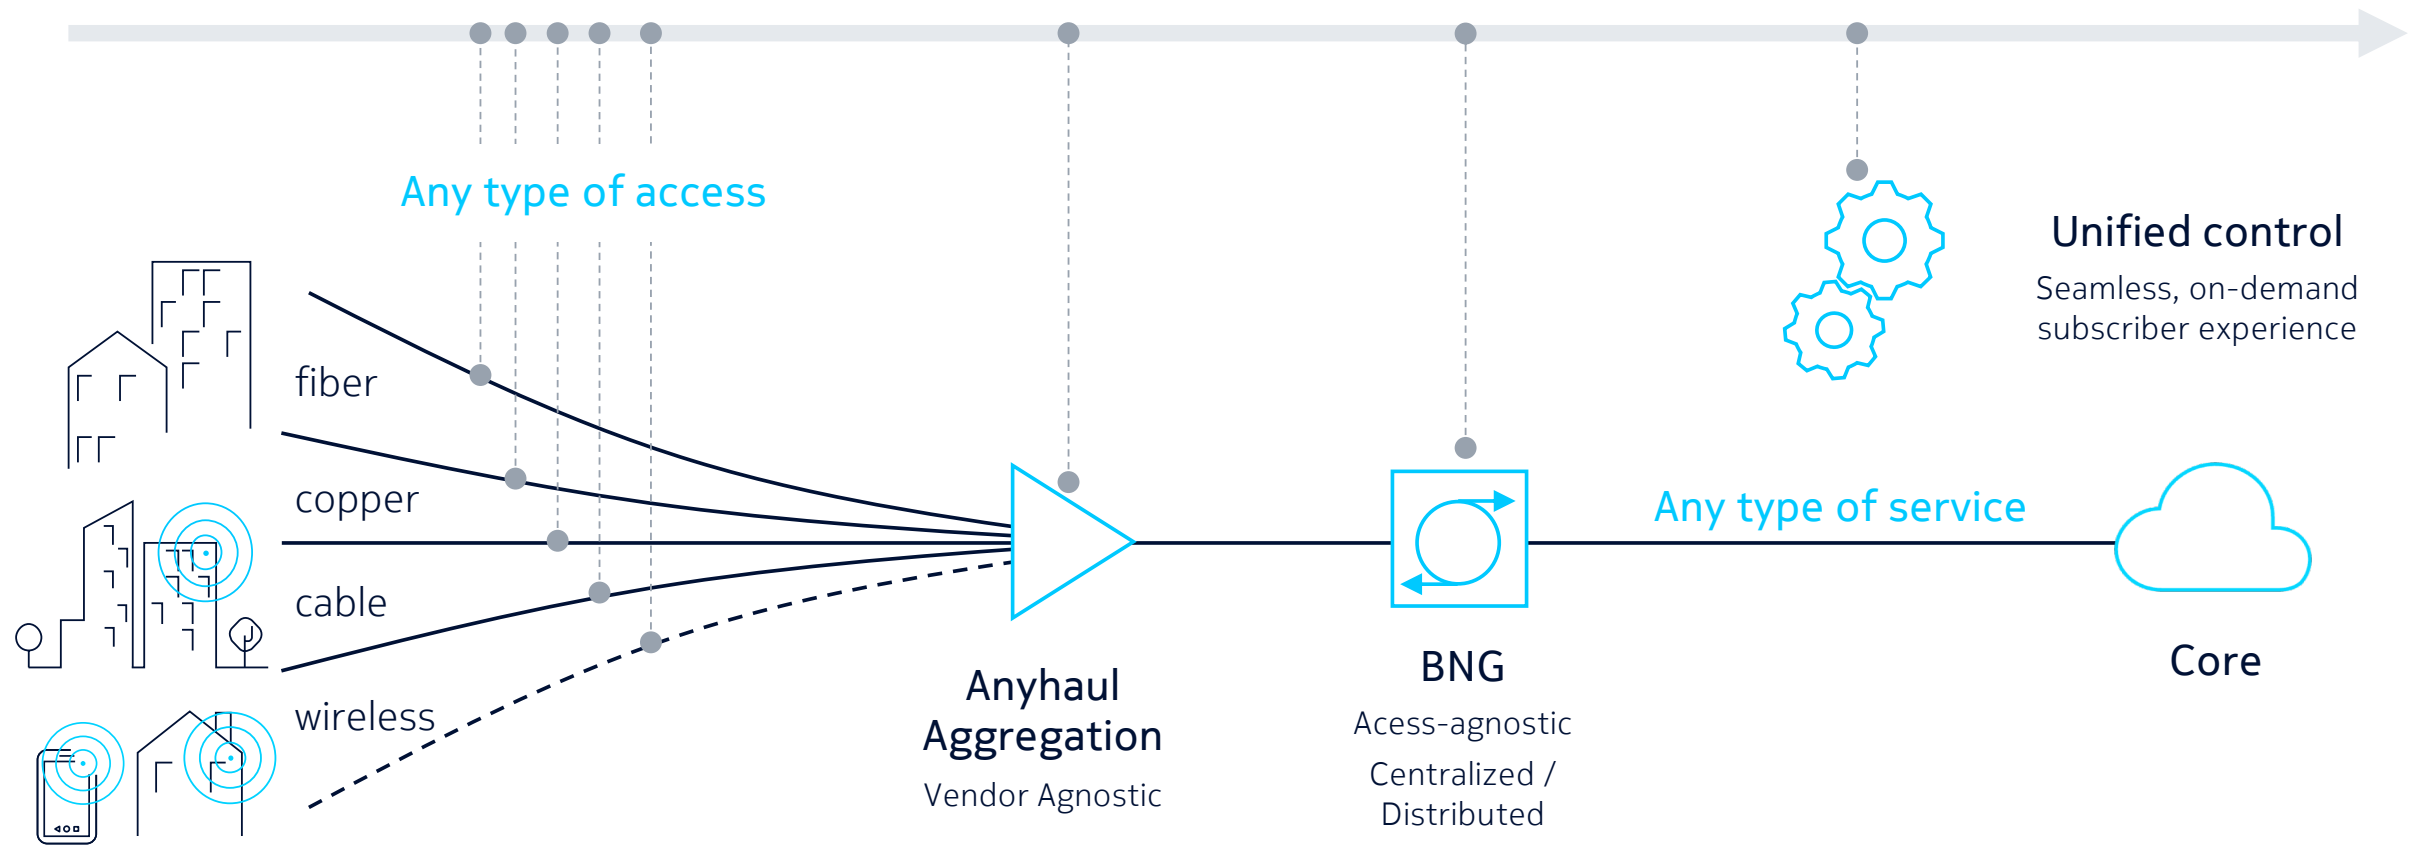 Any type of access
Unified control
Seamless, on-demand
subscriber experience
fiber
copper
cable
wireless
Anyhaul
Aggregation
Vendor Agnostic
BNG
Acess-agnostic
Centralized /
Distributed
Any type of service
Core